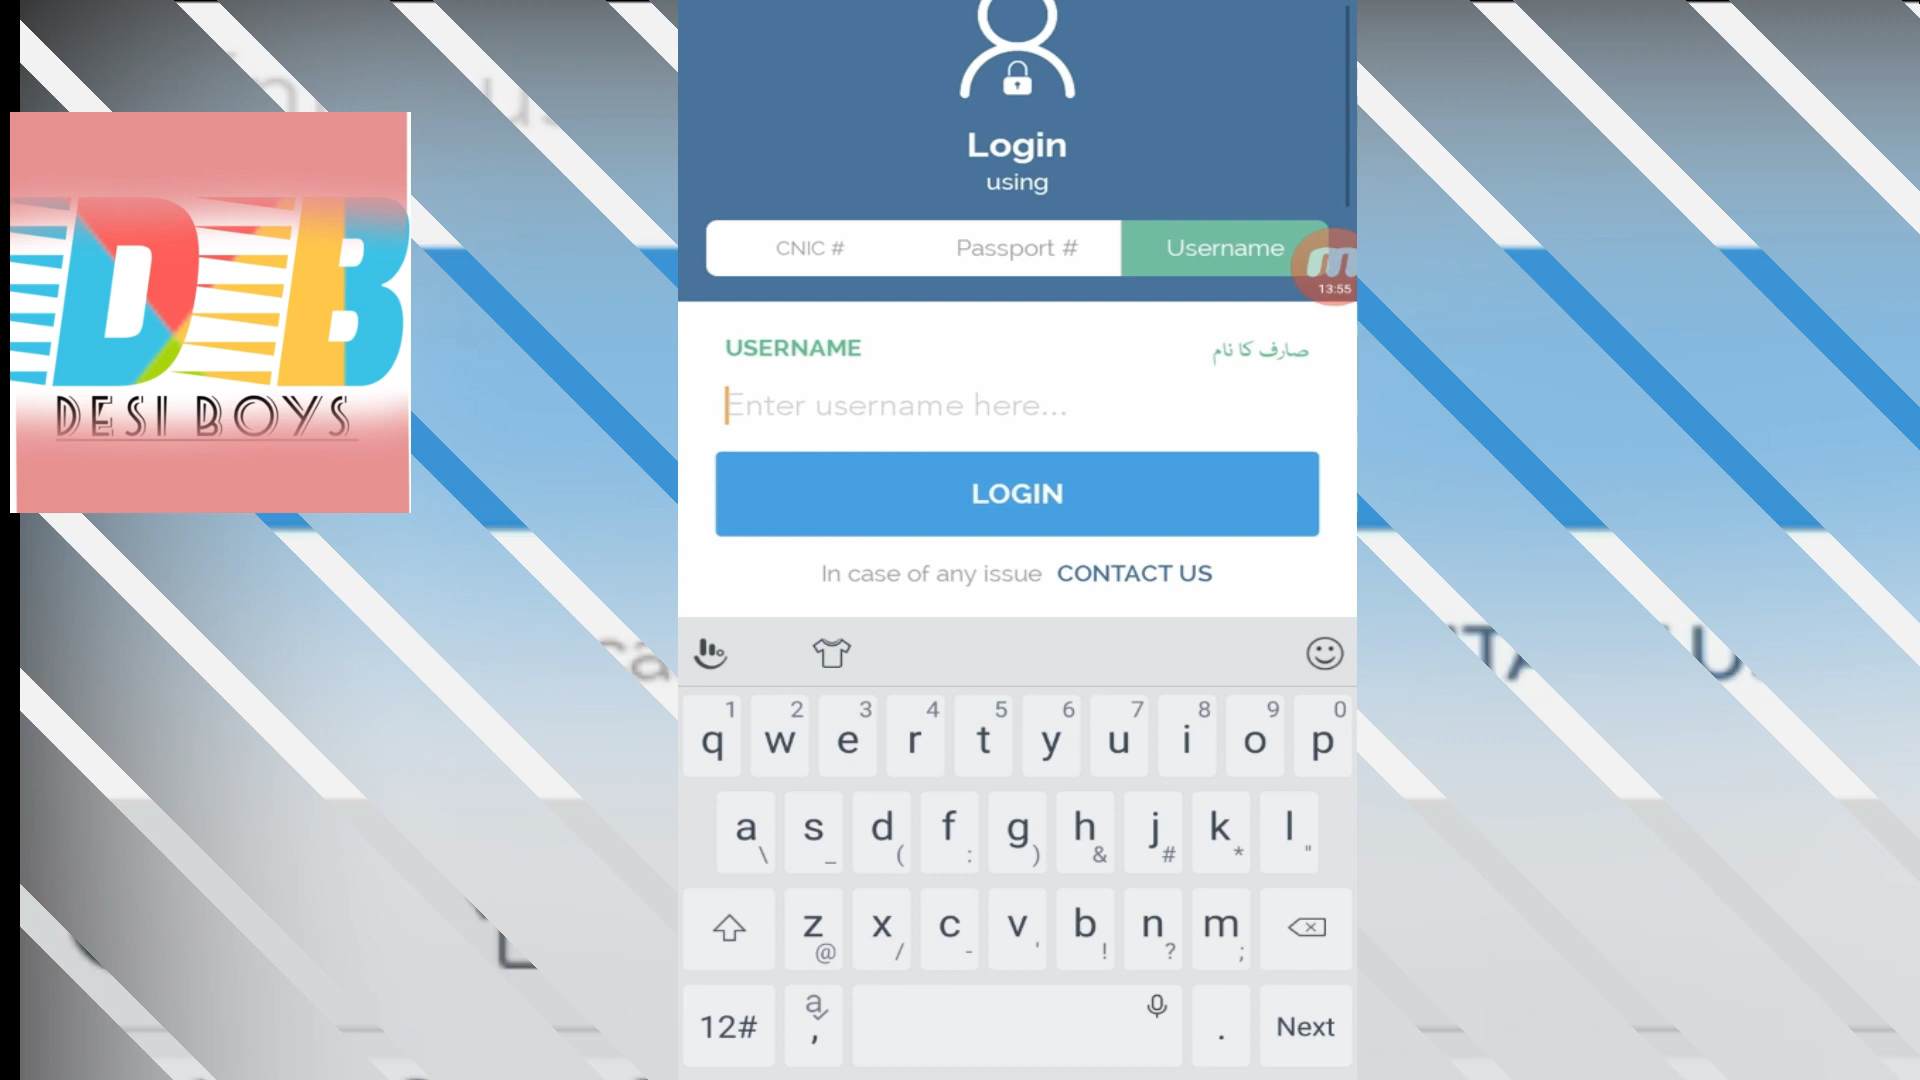 DB
DESI BOYS
Login
using
CNIC # Passport # Username
13:55
USERNAME صارف کا نام
Enter username here...
LOGIN
In case of any issue CONTACT US
1 2 3 4 5 6 7 8 9 0
q w e r t y u i o p
a s d f g h j k l
\ _ ( : ) & # * "
z x c v b n m
@ / - ' ! ? ;
12# a , . Next